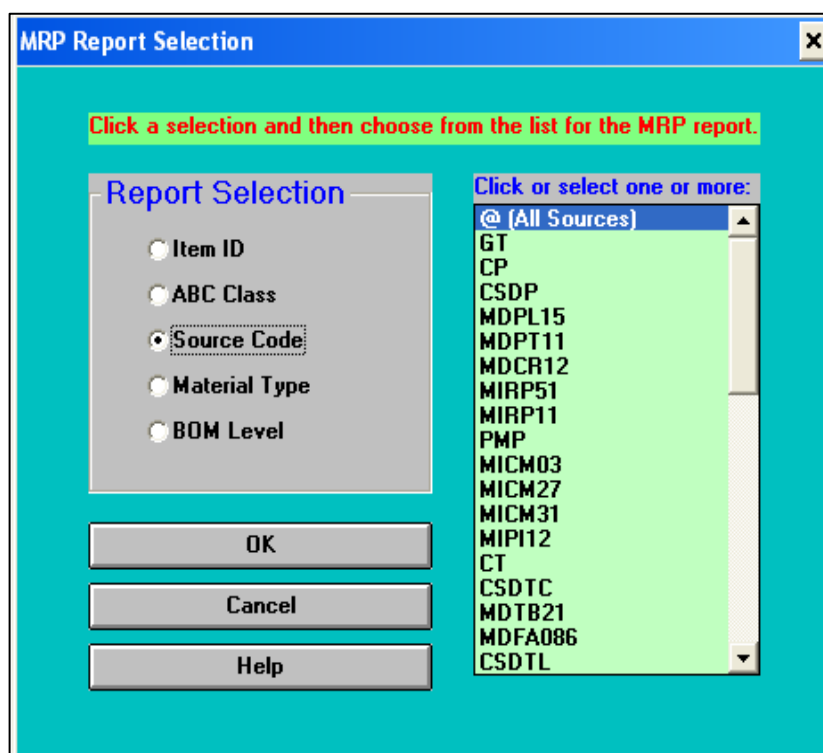 MRP Report Selection
Click a selection and then choose from the list for the MRP report.
Report Selection
Item ID
ABC Class
Source Code
Material Type
BOM Level
OK
Cancel
Help
Click or select one or more:
@ (All Sources)
GT
CP
CSDP
MDPL15
MDPT11
MDCR12
MIRP51
MIRP11
PMP
MICM03
MICM27
MICM31
MIPI12
CT
CSDTC
MDTB21
MDFA086
CSDTL